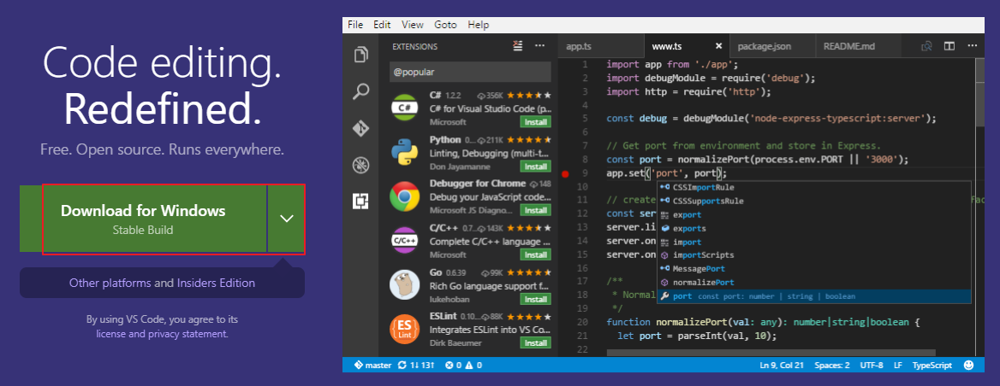 Code editing.
Redefined.
Free. Open source. Runs everywhere.
Download for Windows
Stable Build
Other platforms and Insiders Edition
By using VS Code, you agree to its
license and privacy statement.
File Edit View Goto Help
EXTENSIONS
@popular
C# 1.2.2 356K
C# for Visual Studio Code (p...
Microsoft Install
Python 0... 211K
Linting, Debugging (multi-t...
Don Jayamanne Install
Debugger for Chrome 148
Debug your JavaScript code...
Microsoft JS Diagno... Install
C/C++ 0.7... 143K
Complete C/C++ language ...
Microsoft Install
Go 0.6.39 99K
Rich Go language support f...
lukehoban Install
ESLint 0.10... 88K
Integrates ESLint into VS Co...
Dirk Baeumer Install
app.ts www.ts package.json README.md
1 import app from './app';
2 import debugModule = require('debug');
3 import http = require('http');
4
5 const debug = debugModule('node-express-typescript:server');
6
7 // Get port from environment and store in Express.
8 const port = normalizePort(process.env.PORT || '3000');
9 app.set('port', port);
10
11 // create
12 const ser
13 server.li
14 server.on
15 server.on
16
17 /**
18 * Normal
19 */
20 function normalizePort(val: any): number|string|boolean {
21 let port = parseInt(val, 10);
22
CSSImportRule
CSSSupportsRule
export
exports
import
importScripts
MessagePort
normalizePort
port const port: number | string | boolean
master 1↓ 13↑ 0 0 Ln 9, Col 21 Spaces: 2 UTF-8 LF TypeScript